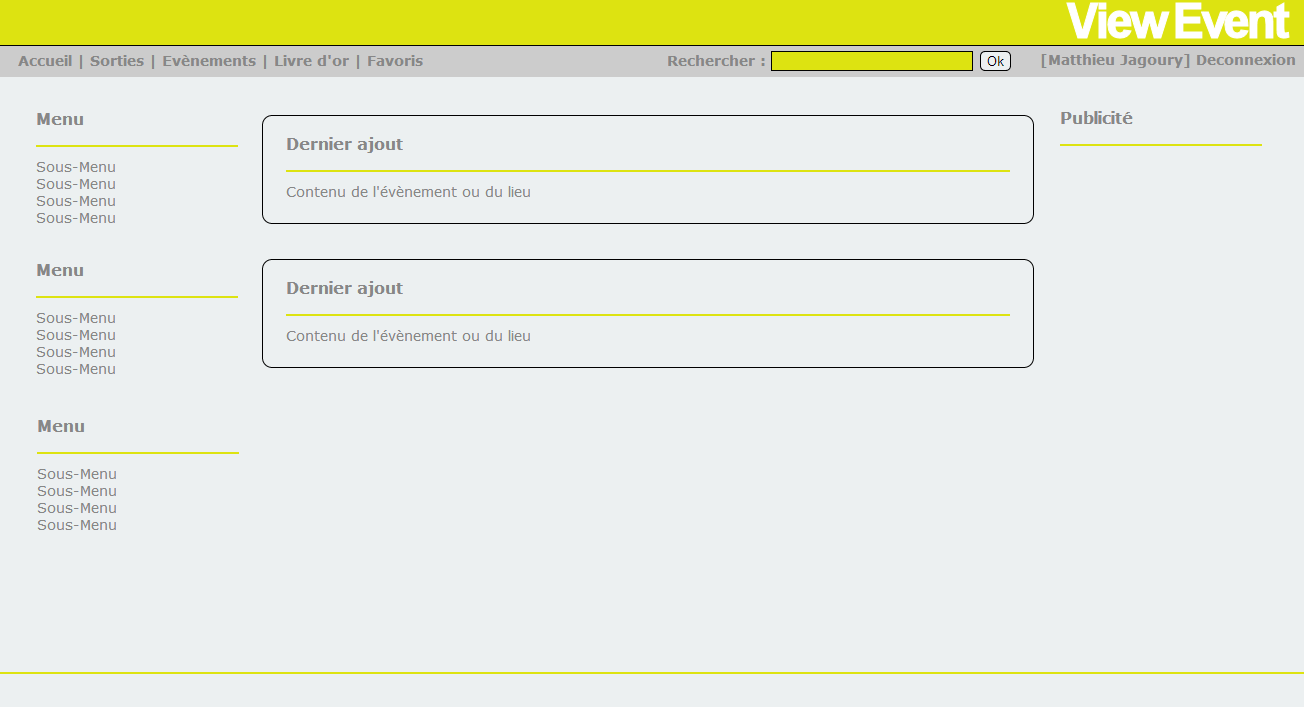 View Event
Accueil | Sorties | Evènements | Livre d'or | Favoris
Rechercher : Ok
[Matthieu Jagoury] Deconnexion
Menu
Sous-Menu
Sous-Menu
Sous-Menu
Sous-Menu
Menu
Sous-Menu
Sous-Menu
Sous-Menu
Sous-Menu
Menu
Sous-Menu
Sous-Menu
Sous-Menu
Sous-Menu
Dernier ajout
Contenu de l'évènement ou du lieu
Dernier ajout
Contenu de l'évènement ou du lieu
Publicité